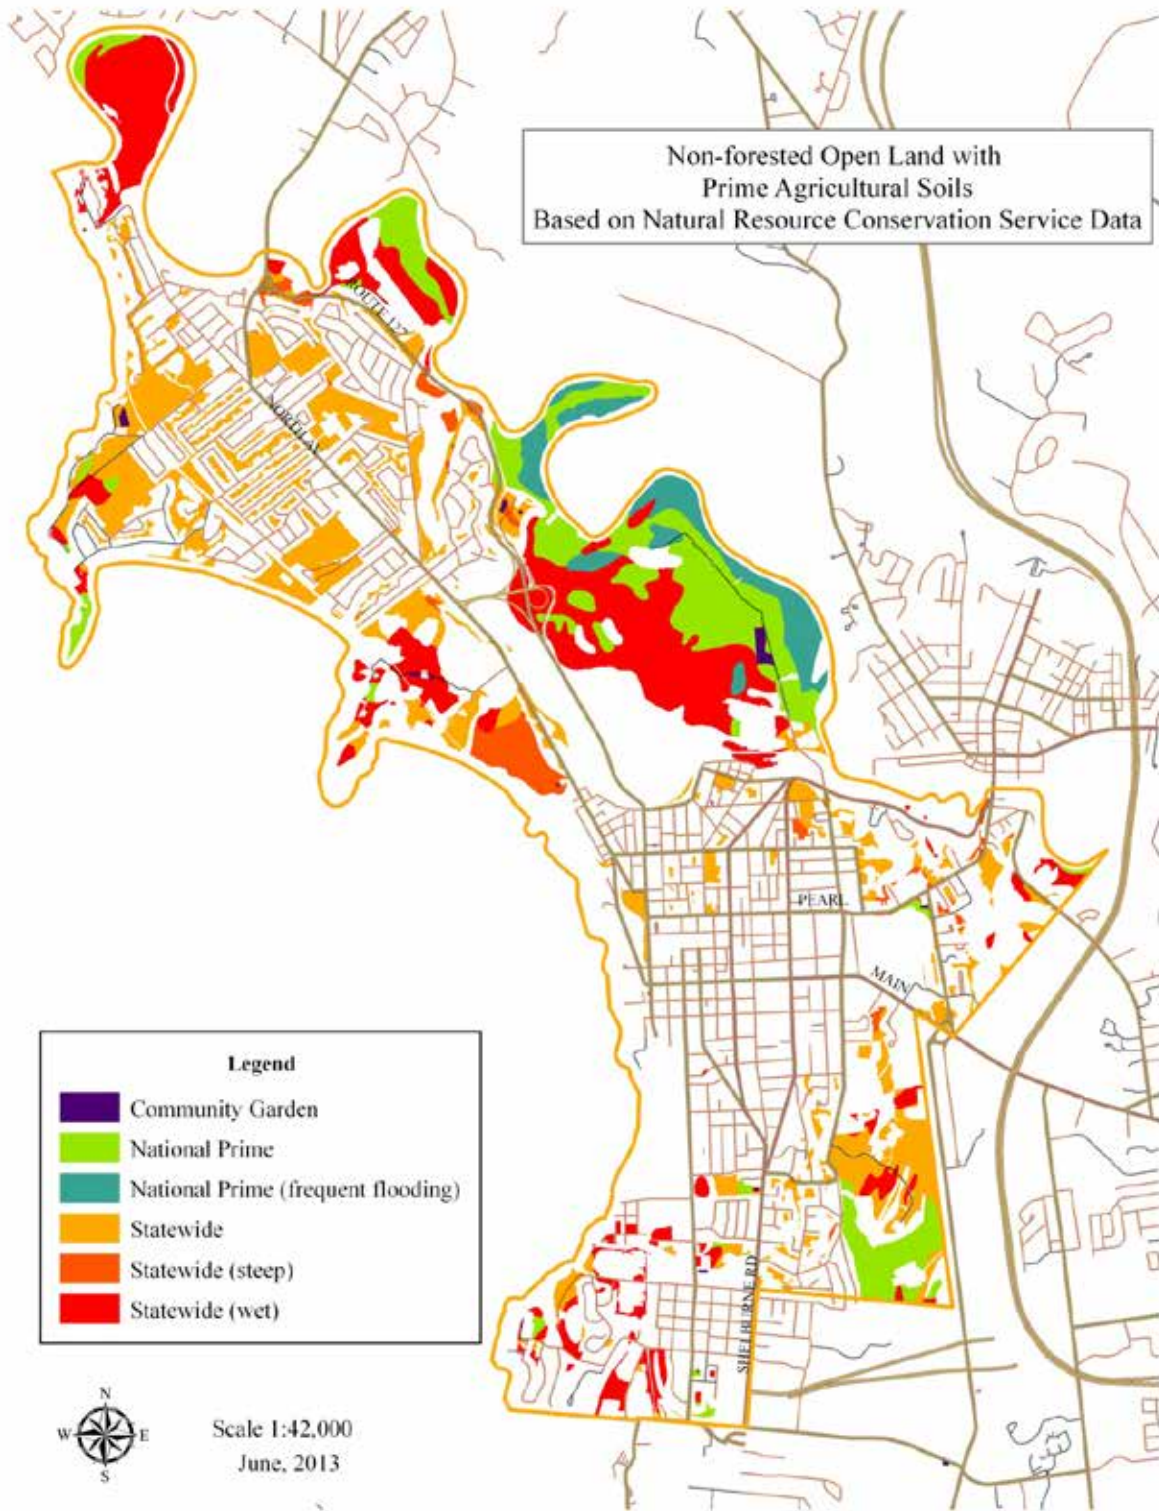 Non-forested Open Land with
Prime Agricultural Soils
Based on Natural Resource Conservation Service Data
ROUTE 127
NORTH AV
PEARL
MAIN
SHELBURNE RD
Legend
Community Garden
National Prime
National Prime (frequent flooding)
Statewide
Statewide (steep)
Statewide (wet)
N
W
E
S
Scale 1:42,000
June, 2013